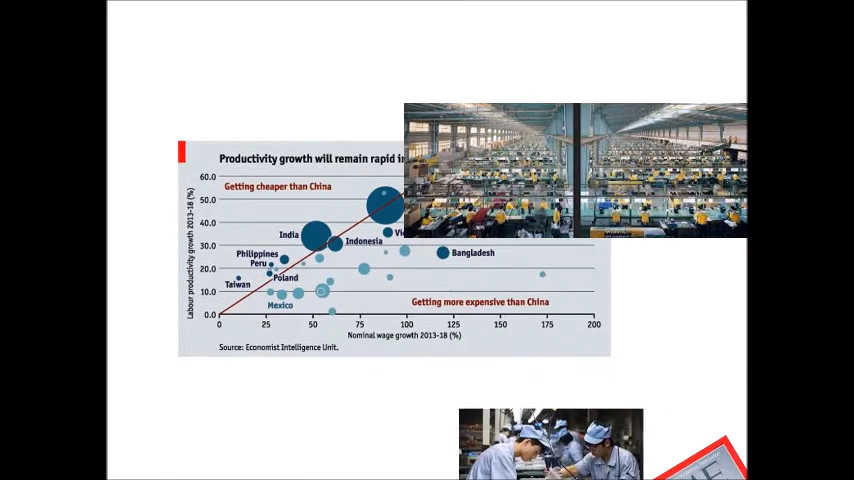 Productivity growth will remain rapid in
Labour productivity growth 2013-18 (%)
60.0
50.0
40.0
30.0
20.0
10.0
0.0
Getting cheaper than China
India
Indonesia
Philippines
Peru
Poland
Taiwan
Mexico
Bangladesh
Getting more expensive than China
0 25 50 75 100 125 150 175 200
Nominal wage growth 2013-18 (%)
Source: Economist Intelligence Unit.